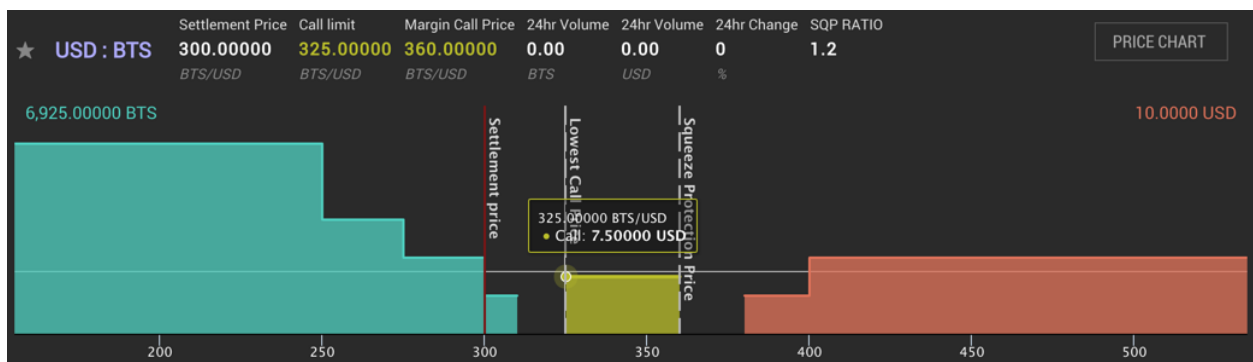 Settlement Price Call limit Margin Call Price 24hr Volume 24hr Volume 24hr Change SQP RATIO
USD : BTS 300.00000 325.00000 360.00000 0.00 0.00 0 1.2 PRICE CHART
BTS/USD BTS/USD BTS/USD BTS USD %
6,925.00000 BTS 10.0000 USD
Settlement price
Lowest Call Price
Squeeze Protection Price
325.00000 BTS/USD
Call: 7.50000 USD
200 250 300 350 400 450 500